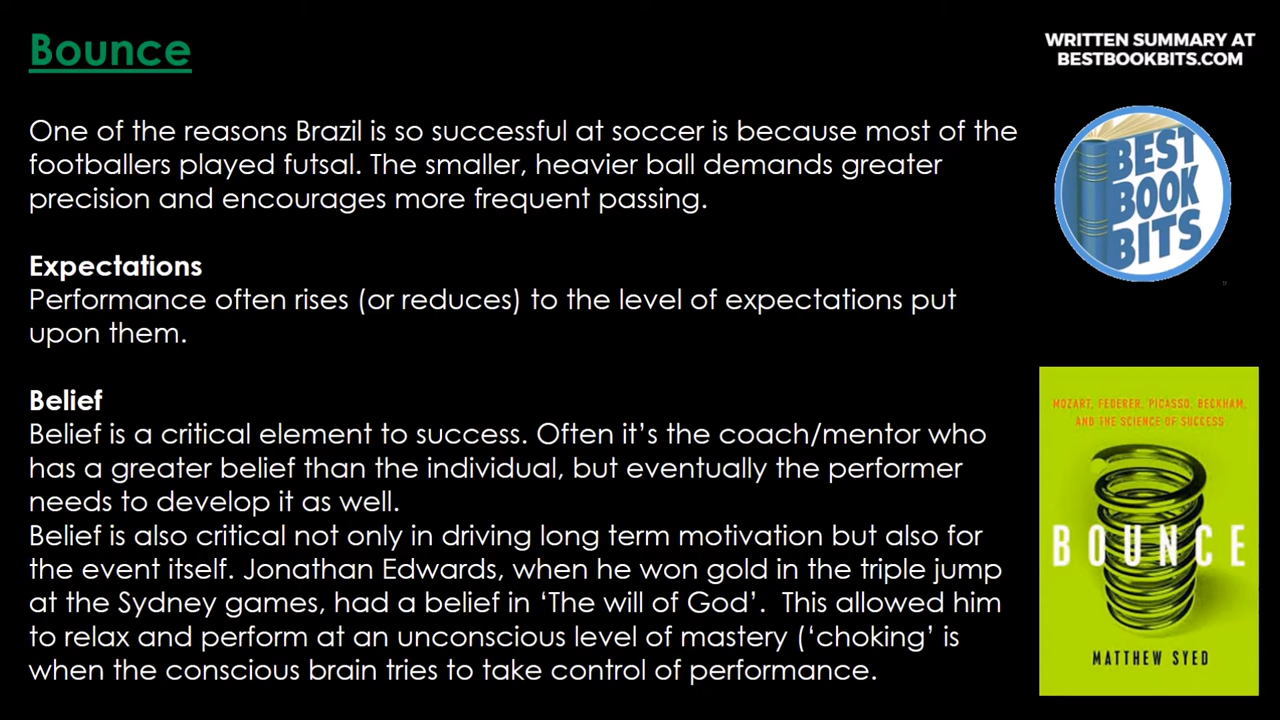 Bounce
WRITTEN SUMMARY AT
BESTBOOKBITS.COM
One of the reasons Brazil is so successful at soccer is because most of the
footballers played futsal. The smaller, heavier ball demands greater
precision and encourages more frequent passing.
Expectations
Performance often rises (or reduces) to the level of expectations put
upon them.
Belief
Belief is a critical element to success. Often it’s the coach/mentor who
has a greater belief than the individual, but eventually the performer
needs to develop it as well.
Belief is also critical not only in driving long term motivation but also for
the event itself. Jonathan Edwards, when he won gold in the triple jump
at the Sydney games, had a belief in ‘The will of God’.  This allowed him
to relax and perform at an unconscious level of mastery (‘choking’ is
when the conscious brain tries to take control of performance.
BEST
BOOK
BITS
MOZART, FEDERER, PICASSO, BECKHAM,
AND THE SCIENCE OF SUCCESS
BOUNCE
MATTHEW SYED